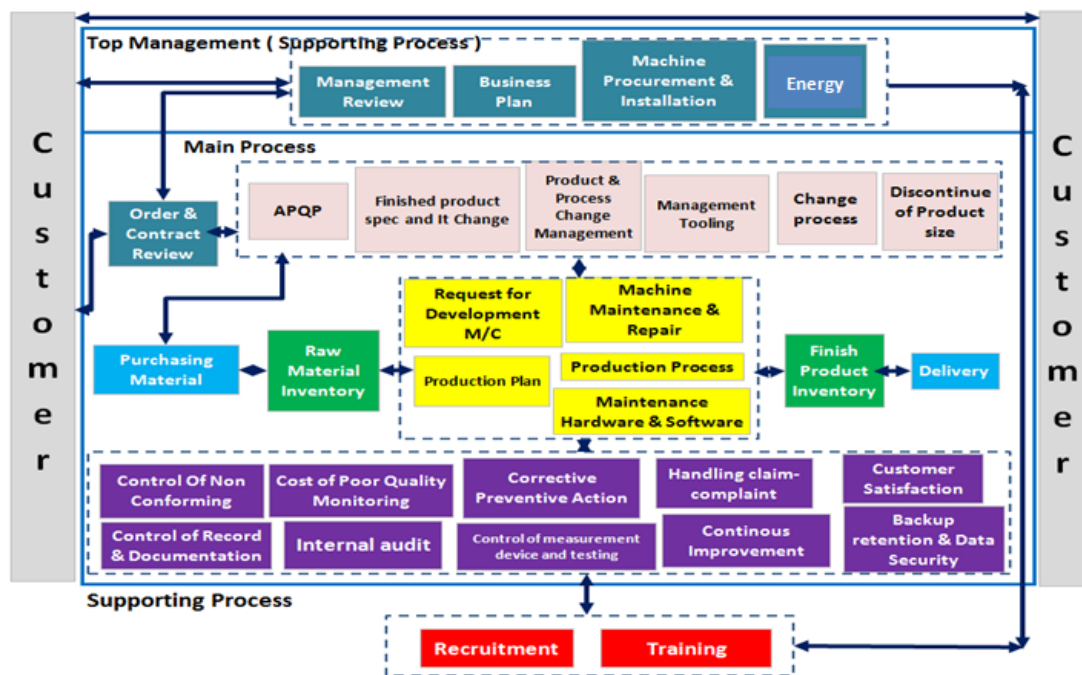 C
u
s
t
o
m
e
r
Top Management ( Supporting Process )
Management
Review
Business
Plan
Machine
Procurement &
Installation
Energy
Main Process
Order &
Contract
Review
APQP
Finished product
spec and It Change
Product &
Process
Change
Management
Management
Tooling
Change
process
Discontinue
of Product
size
Request for
Development
M/C
Machine
Maintenance &
Repair
Purchasing
Material
Raw
Material
Inventory
Production Plan
Production Process
Maintenance
Hardware & Software
Finish
Product
Inventory
Delivery
Control Of Non
Conforming
Cost of Poor Quality
Monitoring
Corrective
Preventive Action
Handling claim-
complaint
Customer
Satisfaction
Control of Record
& Documentation
Internal audit
Control of measurement
device and testing
Continous
Improvement
Backup
retention & Data
Security
Supporting Process
Recruitment
Training
C
u
s
t
o
m
e
r